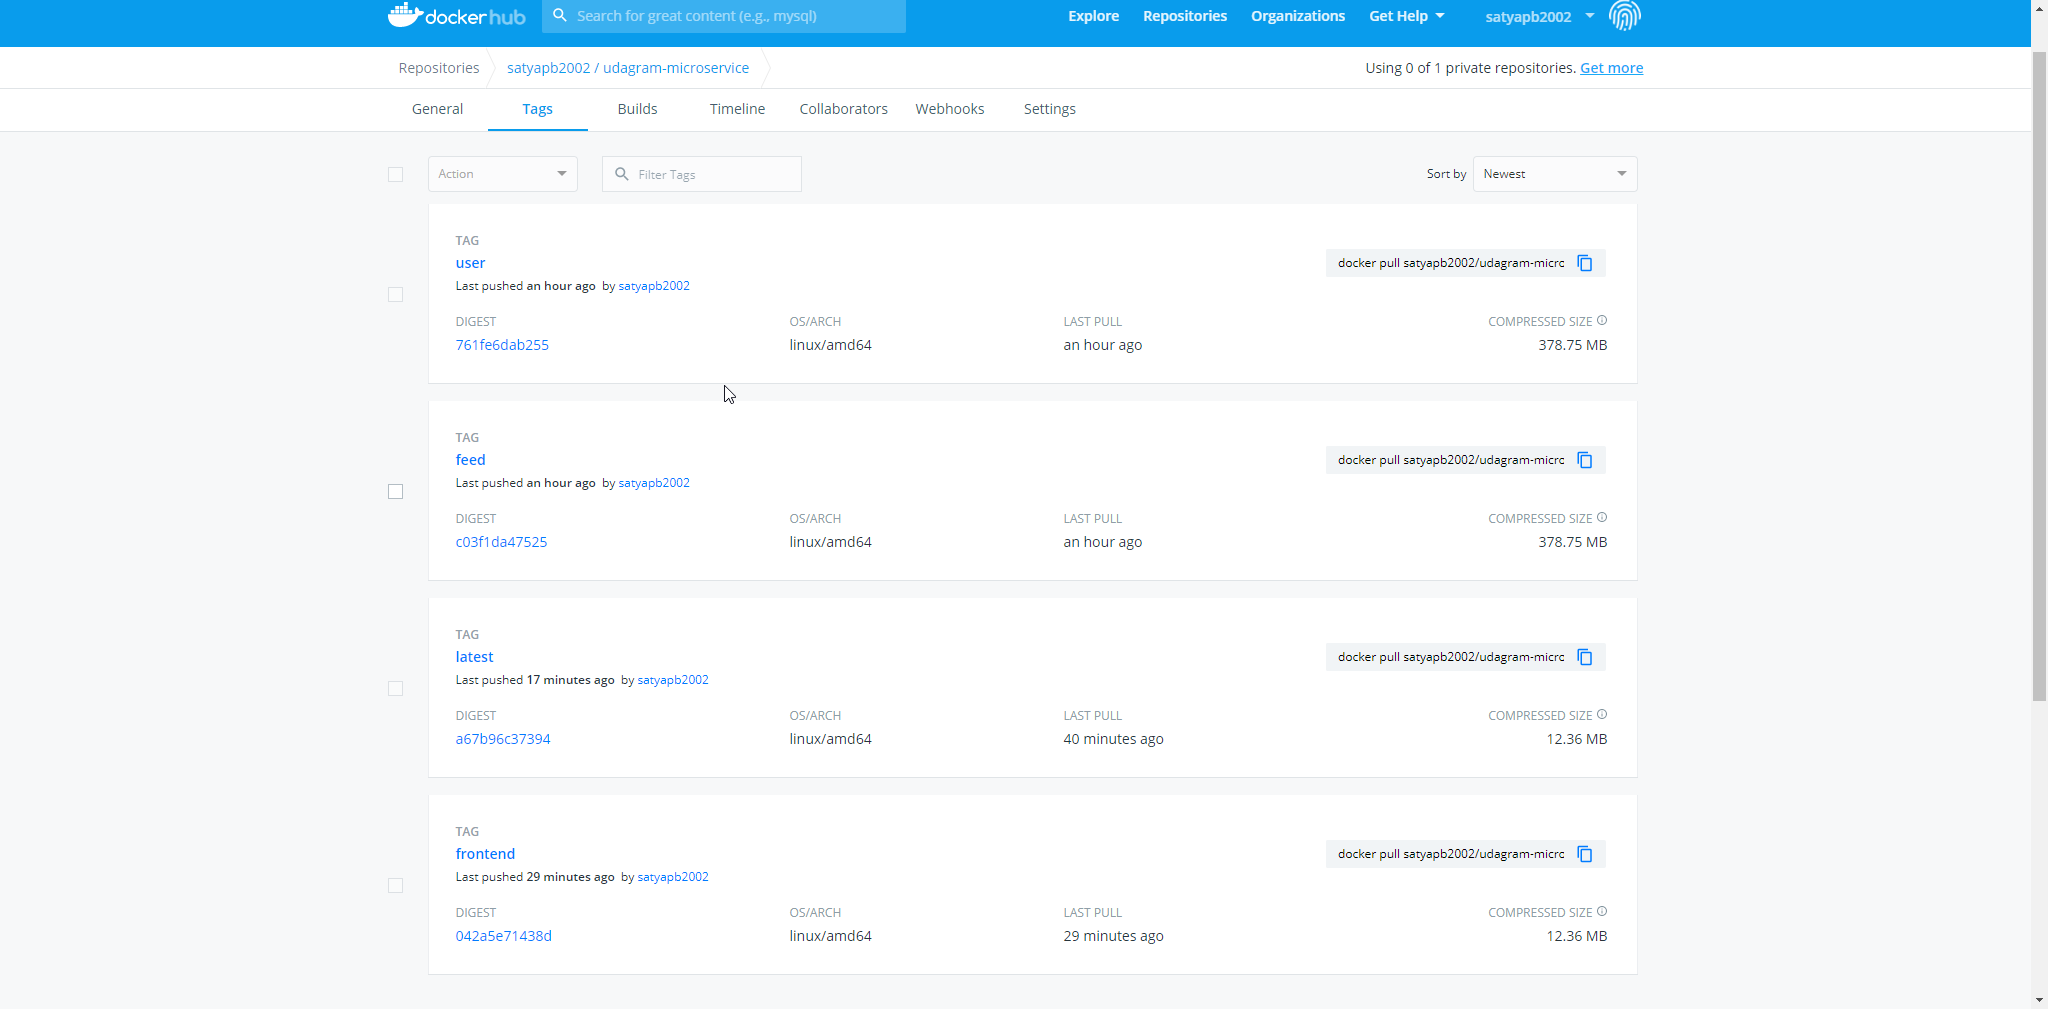 dockerhub Search for great content (e.g., mysql) Explore Repositories Organizations Get Help satyapb2002
Repositories satyapb2002 / udagram-microservice Using 0 of 1 private repositories. Get more
General Tags Builds Timeline Collaborators Webhooks Settings
Action Filter Tags Sort by Newest
TAG
user docker pull satyapb2002/udagram-micro
Last pushed an hour ago by satyapb2002
DIGEST OS/ARCH LAST PULL COMPRESSED SIZE
761fe6dab255 linux/amd64 an hour ago 378.75 MB
TAG
feed docker pull satyapb2002/udagram-micro
Last pushed an hour ago by satyapb2002
DIGEST OS/ARCH LAST PULL COMPRESSED SIZE
c03f1da47525 linux/amd64 an hour ago 378.75 MB
TAG
latest docker pull satyapb2002/udagram-micro
Last pushed 17 minutes ago by satyapb2002
DIGEST OS/ARCH LAST PULL COMPRESSED SIZE
a67b96c37394 linux/amd64 40 minutes ago 12.36 MB
TAG
frontend docker pull satyapb2002/udagram-micro
Last pushed 29 minutes ago by satyapb2002
DIGEST OS/ARCH LAST PULL COMPRESSED SIZE
042a5e71438d linux/amd64 29 minutes ago 12.36 MB